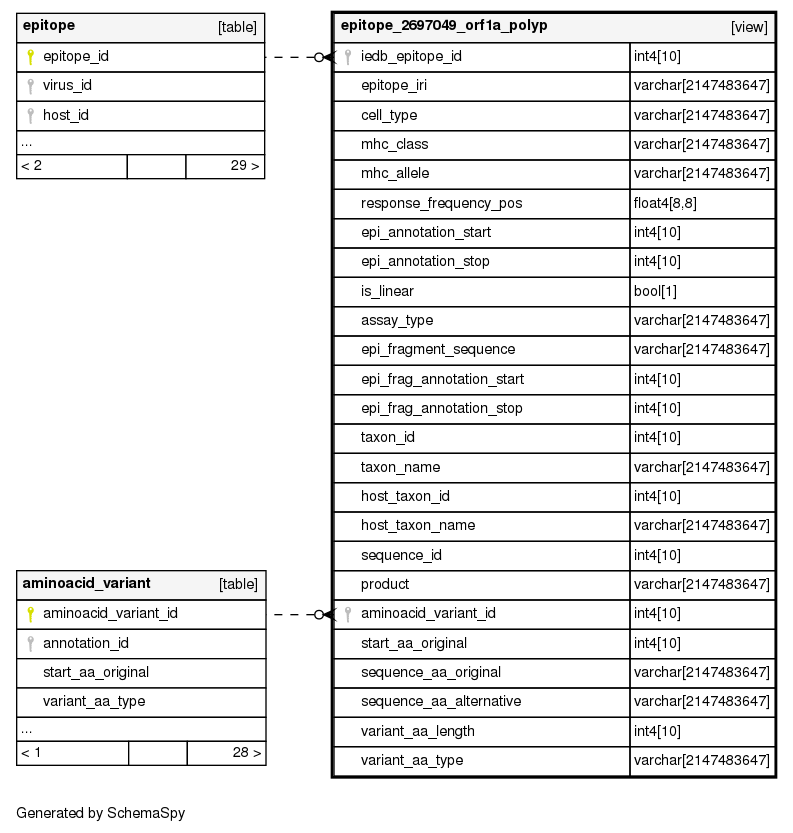 epitope [table]
epitope_id
virus_id
host_id
...
< 2 29 >
epitope_2697049_orf1a_polyp [view]
iedb_epitope_id int4[10]
epitope_iri varchar[2147483647]
cell_type varchar[2147483647]
mhc_class varchar[2147483647]
mhc_allele varchar[2147483647]
response_frequency_pos float4[8,8]
epi_annotation_start int4[10]
epi_annotation_stop int4[10]
is_linear bool[1]
assay_type varchar[2147483647]
epi_fragment_sequence varchar[2147483647]
epi_frag_annotation_start int4[10]
epi_frag_annotation_stop int4[10]
taxon_id int4[10]
taxon_name varchar[2147483647]
host_taxon_id int4[10]
host_taxon_name varchar[2147483647]
sequence_id int4[10]
product varchar[2147483647]
aminoacid_variant_id int4[10]
start_aa_original int4[10]
sequence_aa_original varchar[2147483647]
sequence_aa_alternative varchar[2147483647]
variant_aa_length int4[10]
variant_aa_type varchar[2147483647]
aminoacid_variant [table]
aminoacid_variant_id
annotation_id
start_aa_original
variant_aa_type
...
< 1 28 >
Generated by SchemaSpy